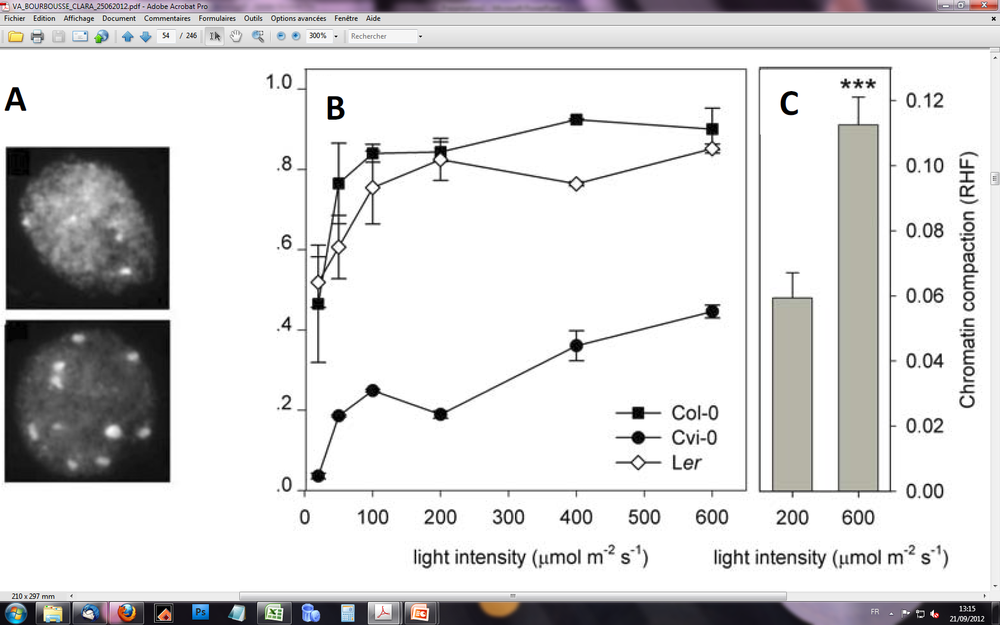 VA_BOURBOUSSE_CLARA_25062012.pdf - Adobe Acrobat Pro
Fichier Edition Affichage Document Commentaires Formulaires Outils Options avancées Fenêtre Aide
54 / 246 300% Rechercher
A
B
1.0
.8
.6
.4
.2
.0
Col-0
Cvi-0
Ler
0 100 200 300 400 500 600
light intensity (μmol m-2 s-1)
C
***
0.12
0.10
0.08
0.06
0.04
0.02
0.00
Chromatin compaction (RHF)
200 600
light intensity (μmol m-2 s-1)
210 x 297 mm
Ps
FR
13:15
21/09/2012